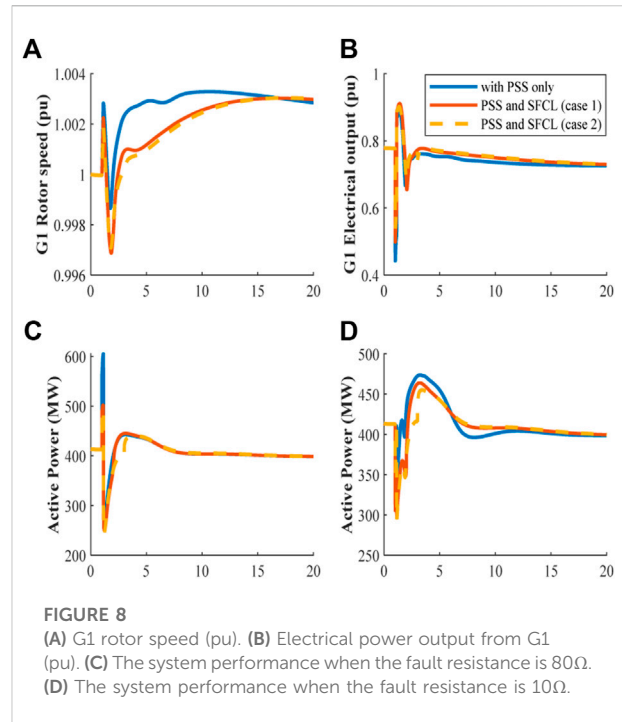 A
1.004
1.002
1
0.998
0.996
G1 Rotor speed (pu)
0 5 10 15 20
B
1
0.8
0.6
0.4
G1 Electrical output (pu)
with PSS only
PSS and SFCL (case 1)
PSS and SFCL (case 2)
0 5 10 15 20
C
600
500
400
300
200
Active Power (MW)
0 5 10 15 20
D
500
450
400
350
250
Active Power (MW)
0 5 10 15 20
FIGURE 8
(A) G1 rotor speed (pu). (B) Electrical power output from G1
(pu). (C) The system performance when the fault resistance is 80Ω.
(D) The system performance when the fault resistance is 10Ω.